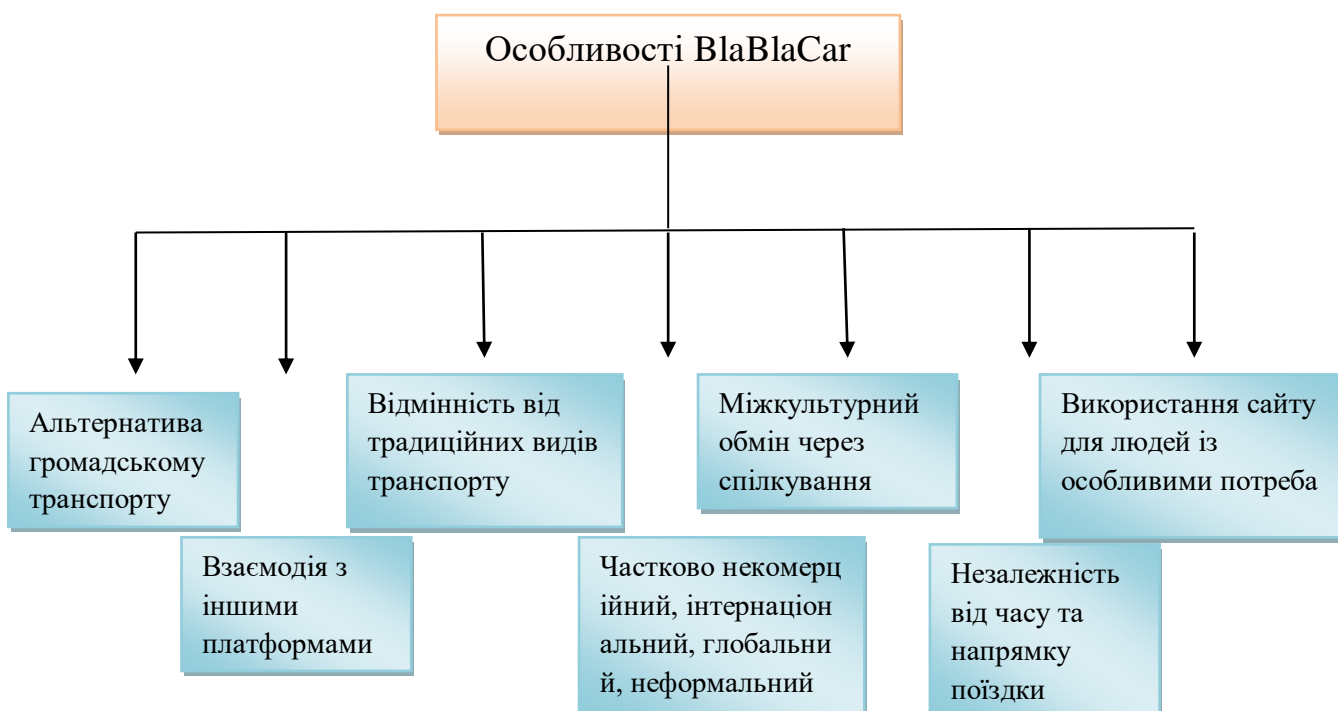 Особливості BlaBlaCar
Альтернатива
громадському
транспорту
Відмінність від
традиційних видів
транспорту
Міжкультурний
обмін через
спілкування
Використання сайту
для людей із
особливими потреба
Взаємодія з
іншими
платформами
Частково некомерц
ійний, інтернаціон
альний, глобальни
й, неформальний
Незалежність
від часу та
напрямку
поїздки